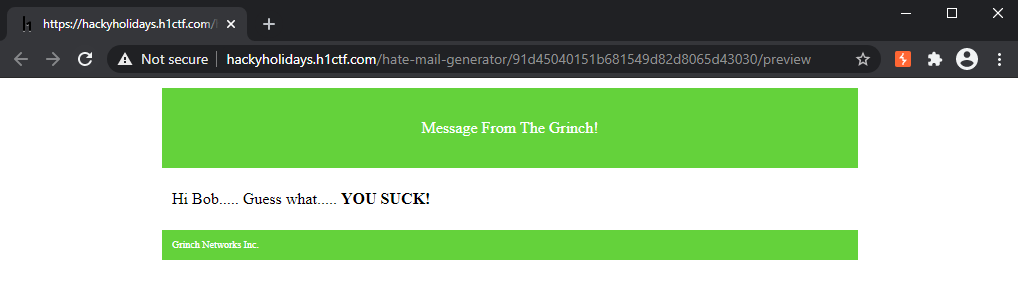 https://hackyholidays.h1ctf.com/
Not secure hackyholidays.h1ctf.com/hate-mail-generator/91d45040151b681549d82d8065d43030/preview
Message From The Grinch!
Hi Bob..... Guess what..... YOU SUCK!
Grinch Networks Inc.